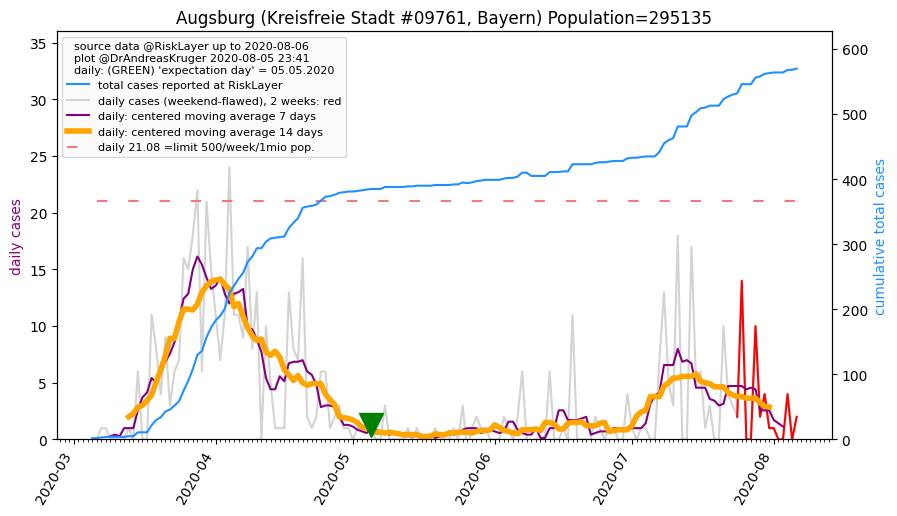 Augsburg (Kreisfreie Stadt #09761, Bayern) Population=295135
source data @RiskLayer up to 2020-08-06
plot @DrAndreasKruger 2020-08-05 23:41
daily: (GREEN) 'expectation day' = 05.05.2020
total cases reported at RiskLayer
daily cases (weekend-flawed), 2 weeks: red
daily: centered moving average 7 days
daily: centered moving average 14 days
daily 21.08 =limit 500/week/1mio pop.
daily cases
35
30
25
20
15
10
5
0
cumulative total cases
600
500
400
300
200
100
0
2020-03
2020-04
2020-05
2020-06
2020-07
2020-08